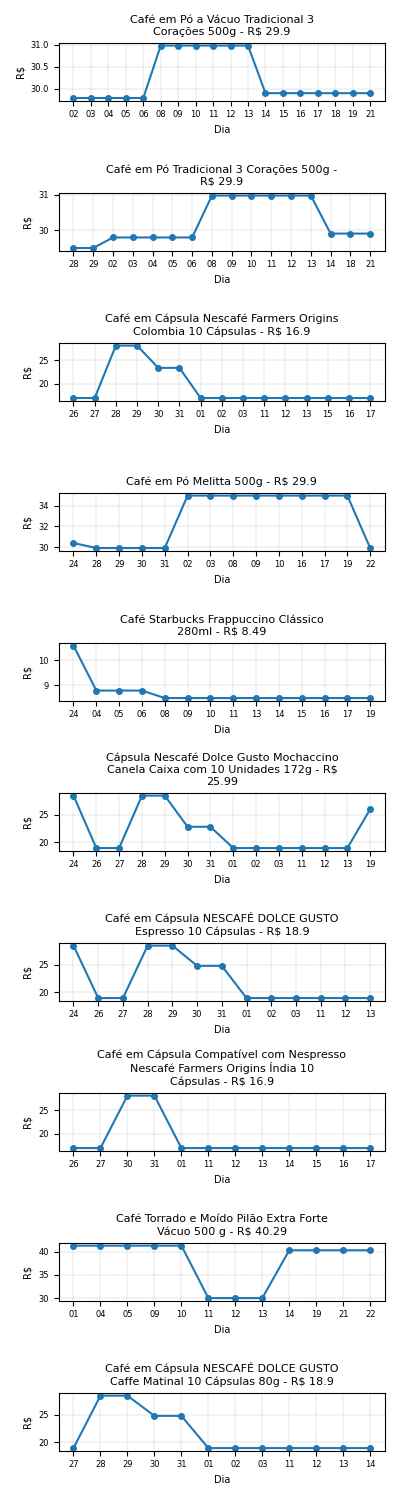 Café em Pó a Vácuo Tradicional 3
Corações 500g - R$ 29.9
31.0
30.5
30.0
R$
02 03 04 05 06 08 09 10 11 12 13 14 15 16 17 18 19 21
Dia
Café em Pó Tradicional 3 Corações 500g -
R$ 29.9
31
30
R$
28 29 02 03 04 05 06 08 09 10 11 12 13 14 18 21
Dia
Café em Cápsula Nescafé Farmers Origins
Colombia 10 Cápsulas - R$ 16.9
25
20
R$
26 27 28 29 30 31 01 02 03 11 12 13 15 16 17
Dia
Café em Pó Melitta 500g - R$ 29.9
34
32
30
R$
24 28 29 30 31 02 03 08 09 10 16 17 19 22
Dia
Café Starbucks Frappuccino Clássico
280ml - R$ 8.49
10
9
R$
24 04 05 06 08 09 10 11 13 14 15 16 17 19
Dia
Cápsula Nescafé Dolce Gusto Mochaccino
Canela Caixa com 10 Unidades 172g - R$
25.99
25
20
R$
24 26 27 28 29 30 31 01 02 03 11 12 13 19
Dia
Café em Cápsula NESCAFÉ DOLCE GUSTO
Espresso 10 Cápsulas - R$ 18.9
25
20
R$
24 26 27 28 29 30 31 01 02 03 11 12 13
Dia
Café em Cápsula Compatível com Nespresso
Nescafé Farmers Origins Índia 10
Cápsulas - R$ 16.9
25
20
R$
26 27 30 31 01 11 12 13 14 15 16 17
Dia
Café Torrado e Moído Pilão Extra Forte
Vácuo 500 g - R$ 40.29
40
35
30
R$
01 04 05 09 10 11 12 13 14 19 21 22
Dia
Café em Cápsula NESCAFÉ DOLCE GUSTO
Caffe Matinal 10 Cápsulas 80g - R$ 18.9
25
20
R$
27 28 29 30 31 01 02 03 11 12 13 14
Dia